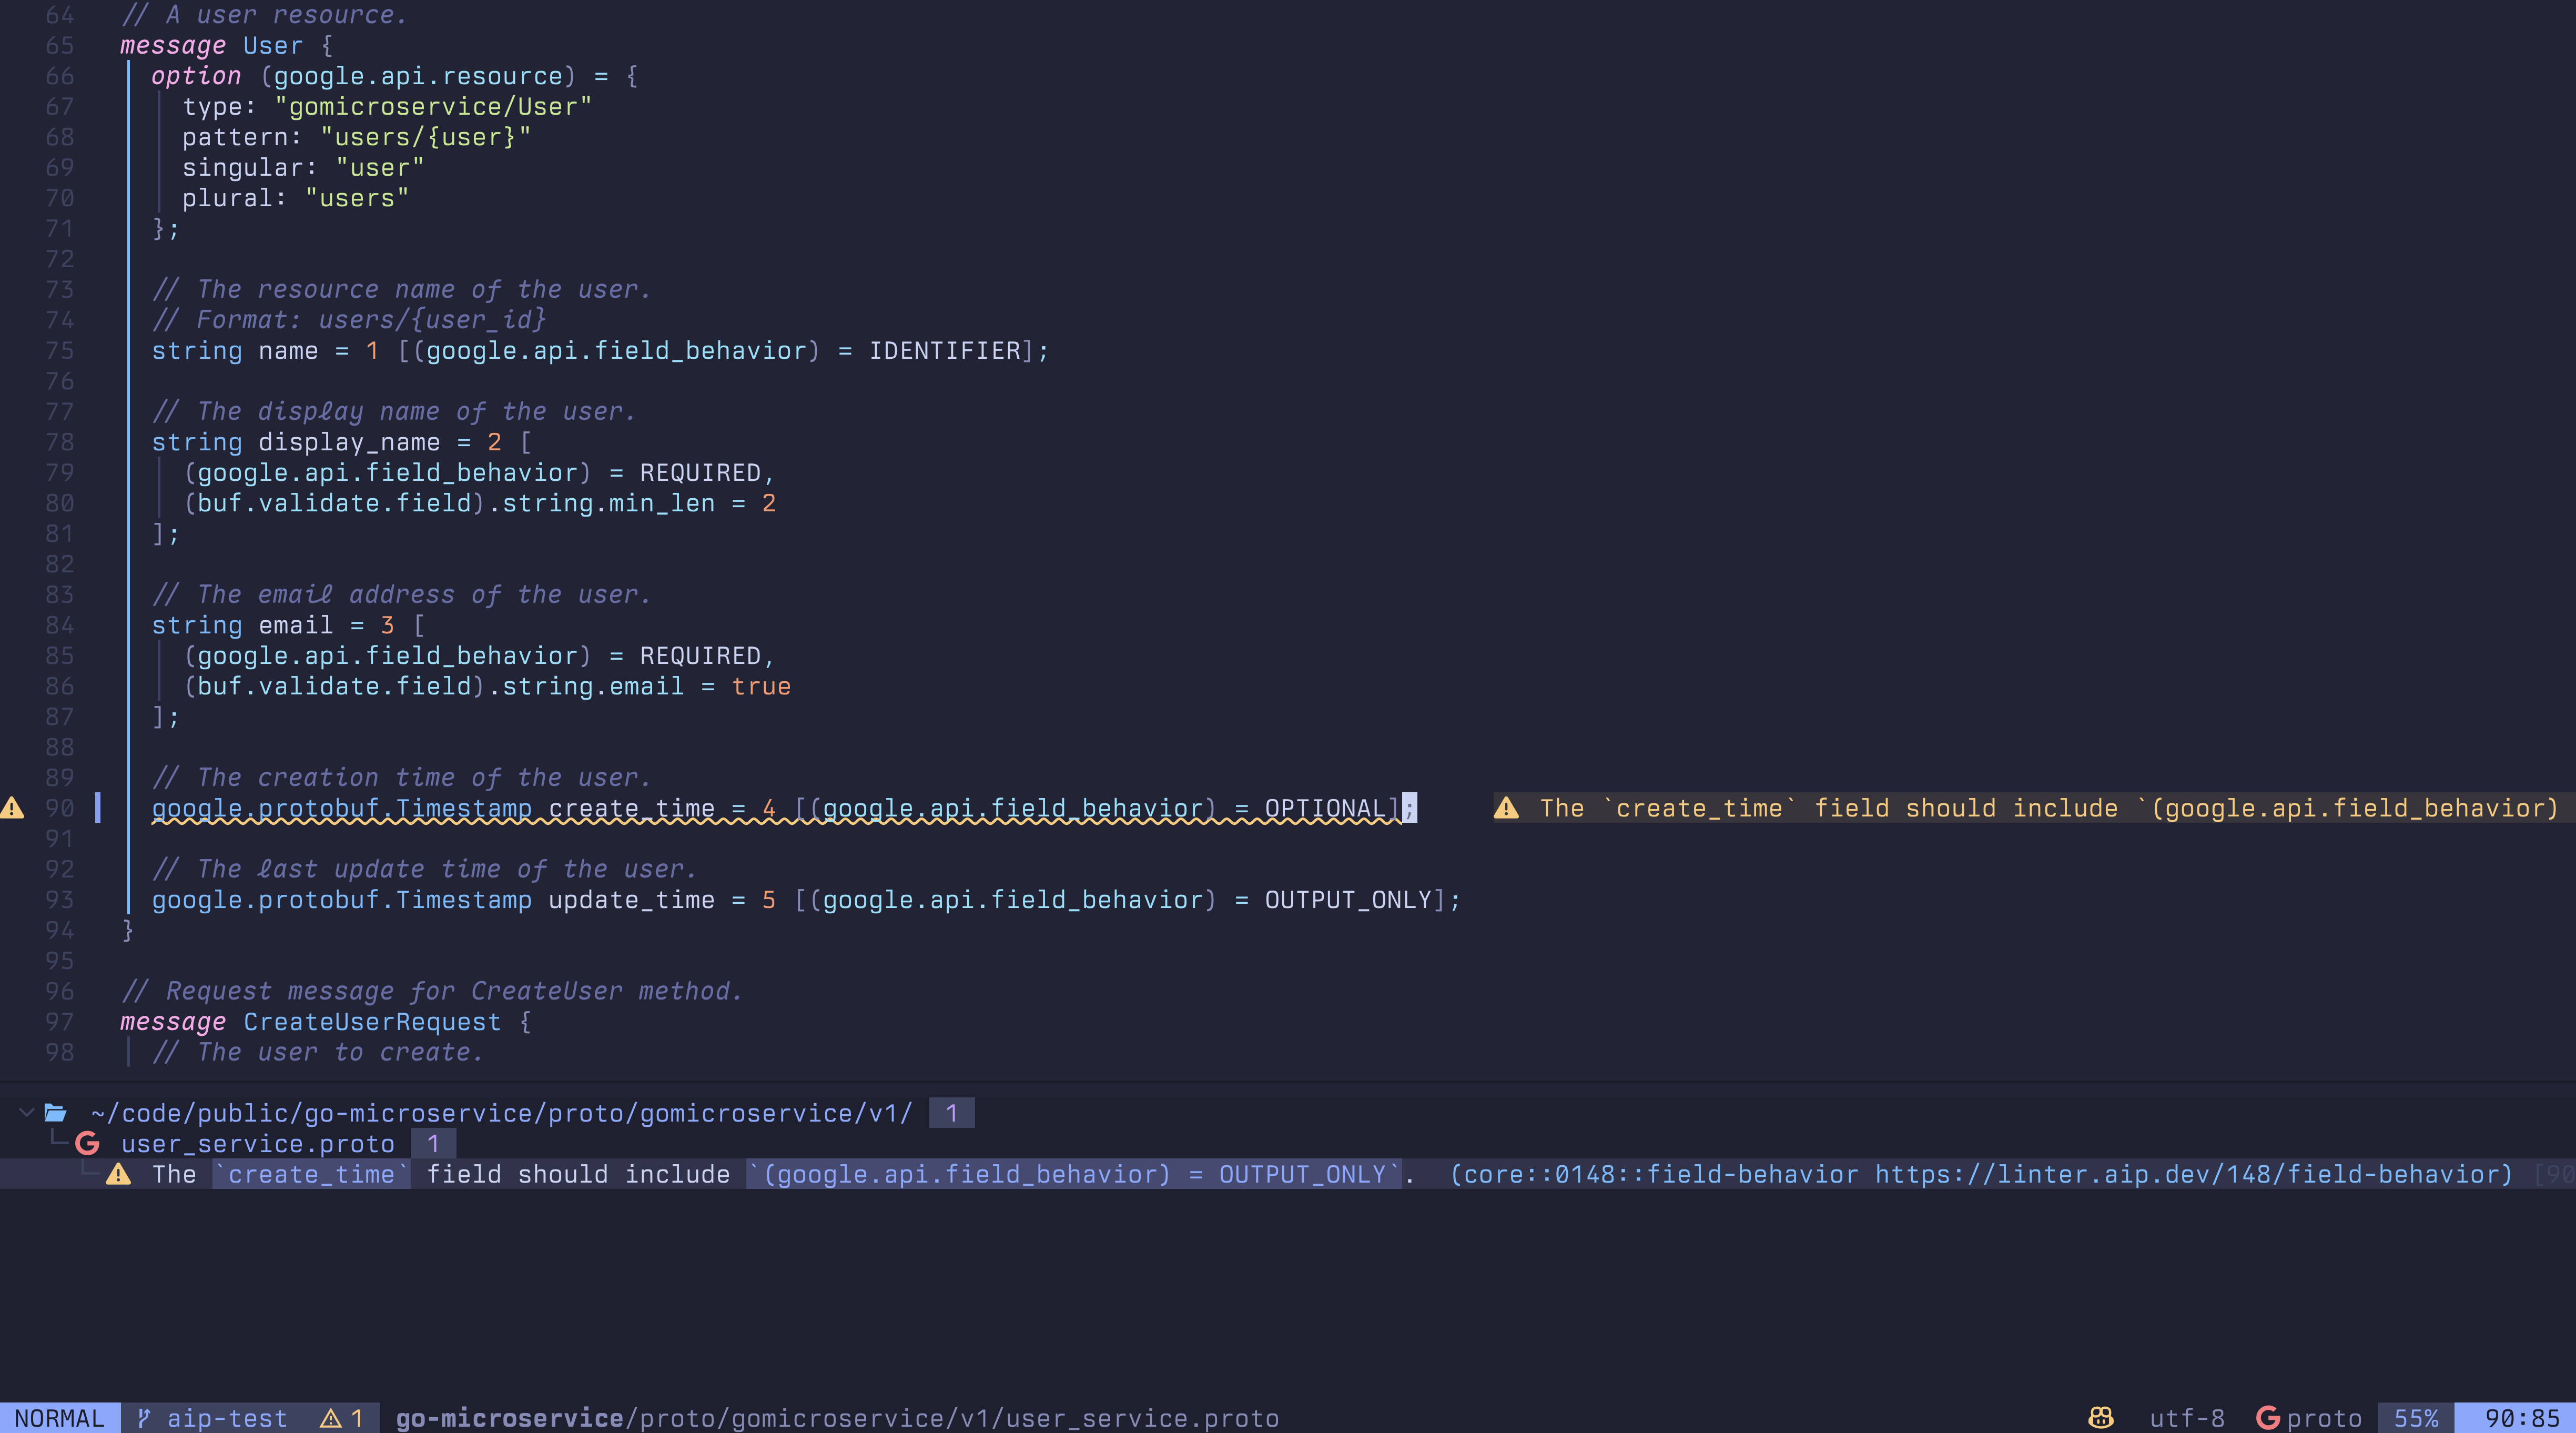 64 // A user resource.
65 message User {
66 option (google.api.resource) = {
67 type: "gomicroservice/User"
68 pattern: "users/{user}"
69 singular: "user"
70 plural: "users"
71 };
72
73 // The resource name of the user.
74 // Format: users/{user_id}
75 string name = 1 [(google.api.field_behavior) = IDENTIFIER];
76
77 // The display name of the user.
78 string display_name = 2 [
79 (google.api.field_behavior) = REQUIRED,
80 (buf.validate.field).string.min_len = 2
81 ];
82
83 // The email address of the user.
84 string email = 3 [
85 (google.api.field_behavior) = REQUIRED,
86 (buf.validate.field).string.email = true
87 ];
88
89 // The creation time of the user.
90 google.protobuf.Timestamp create_time = 4 [(google.api.field_behavior) = OPTIONAL]; The `create_time` field should include `(google.api.field_behavior)
91
92 // The last update time of the user.
93 google.protobuf.Timestamp update_time = 5 [(google.api.field_behavior) = OUTPUT_ONLY];
94 }
95
96 // Request message for CreateUser method.
97 message CreateUserRequest {
98 // The user to create.
~/code/public/go-microservice/proto/gomicroservice/v1/ 1
user_service.proto 1
The `create_time` field should include `(google.api.field_behavior) = OUTPUT_ONLY`. (core::0148::field-behavior https://linter.aip.dev/148/field-behavior) [90
NORMAL aip-test 1 go-microservice/proto/gomicroservice/v1/user_service.proto utf-8 proto 55% 90:85